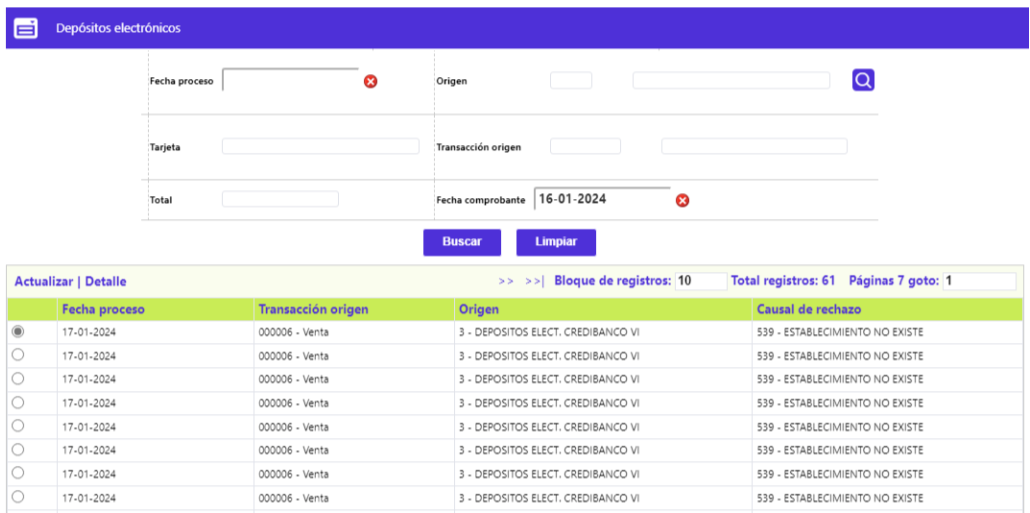 Depósitos electrónicos
Fecha proceso Origen
Tarjeta Transacción origen
Total Fecha comprobante 16-01-2024
Buscar Limpiar
Actualizar | Detalle >> >>| Bloque de registros: 10 Total registros: 61 Páginas 7 goto: 1
Fecha proceso Transacción origen Origen Causal de rechazo
17-01-2024 000006 - Venta 3 - DEPOSITOS ELECT. CREDIBANCO VI 539 - ESTABLECIMIENTO NO EXISTE
17-01-2024 000006 - Venta 3 - DEPOSITOS ELECT. CREDIBANCO VI 539 - ESTABLECIMIENTO NO EXISTE
17-01-2024 000006 - Venta 3 - DEPOSITOS ELECT. CREDIBANCO VI 539 - ESTABLECIMIENTO NO EXISTE
17-01-2024 000006 - Venta 3 - DEPOSITOS ELECT. CREDIBANCO VI 539 - ESTABLECIMIENTO NO EXISTE
17-01-2024 000006 - Venta 3 - DEPOSITOS ELECT. CREDIBANCO VI 539 - ESTABLECIMIENTO NO EXISTE
17-01-2024 000006 - Venta 3 - DEPOSITOS ELECT. CREDIBANCO VI 539 - ESTABLECIMIENTO NO EXISTE
17-01-2024 000006 - Venta 3 - DEPOSITOS ELECT. CREDIBANCO VI 539 - ESTABLECIMIENTO NO EXISTE
17-01-2024 000006 - Venta 3 - DEPOSITOS ELECT. CREDIBANCO VI 539 - ESTABLECIMIENTO NO EXISTE